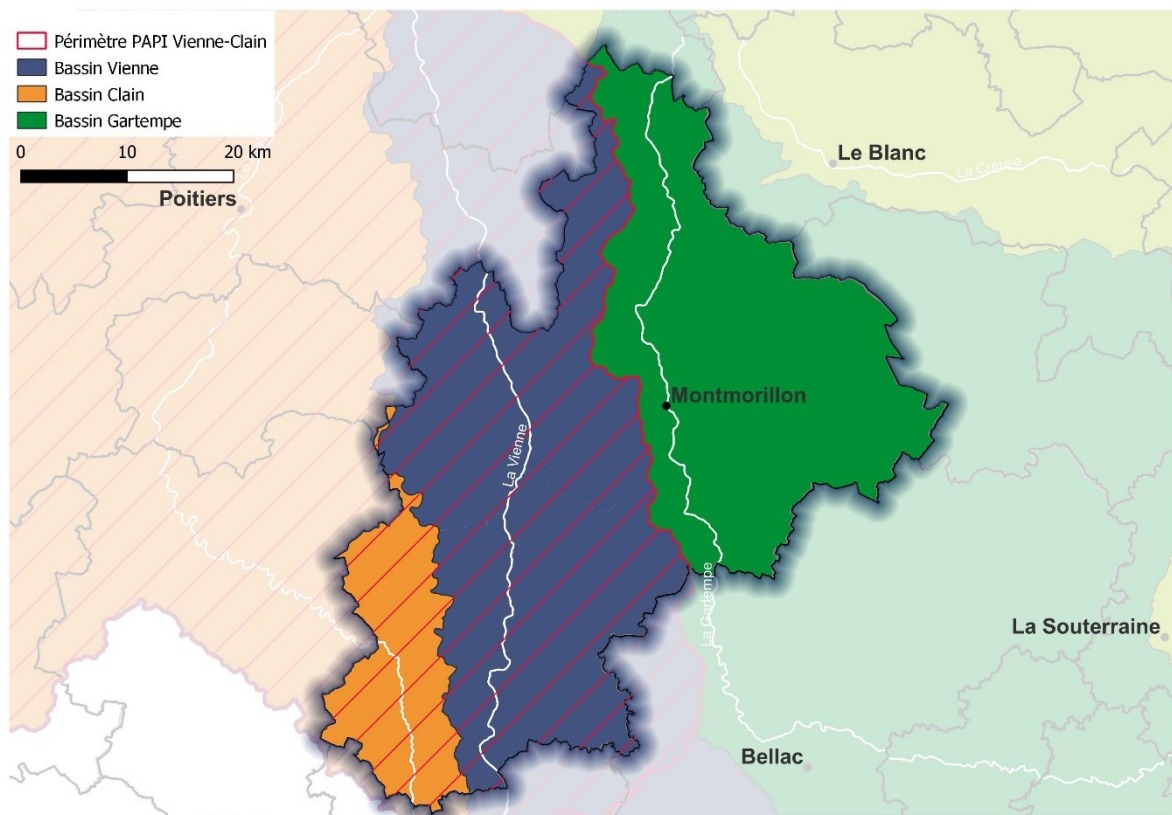 Périmètre PAPI Vienne-Clain
Bassin Vienne
Bassin Clain
Bassin Gartempe
0 10 20 km
Poitiers
Le Blanc
La Creuse
Montmorillon
La Vienne
La Gartempe
La Souterraine
Bellac